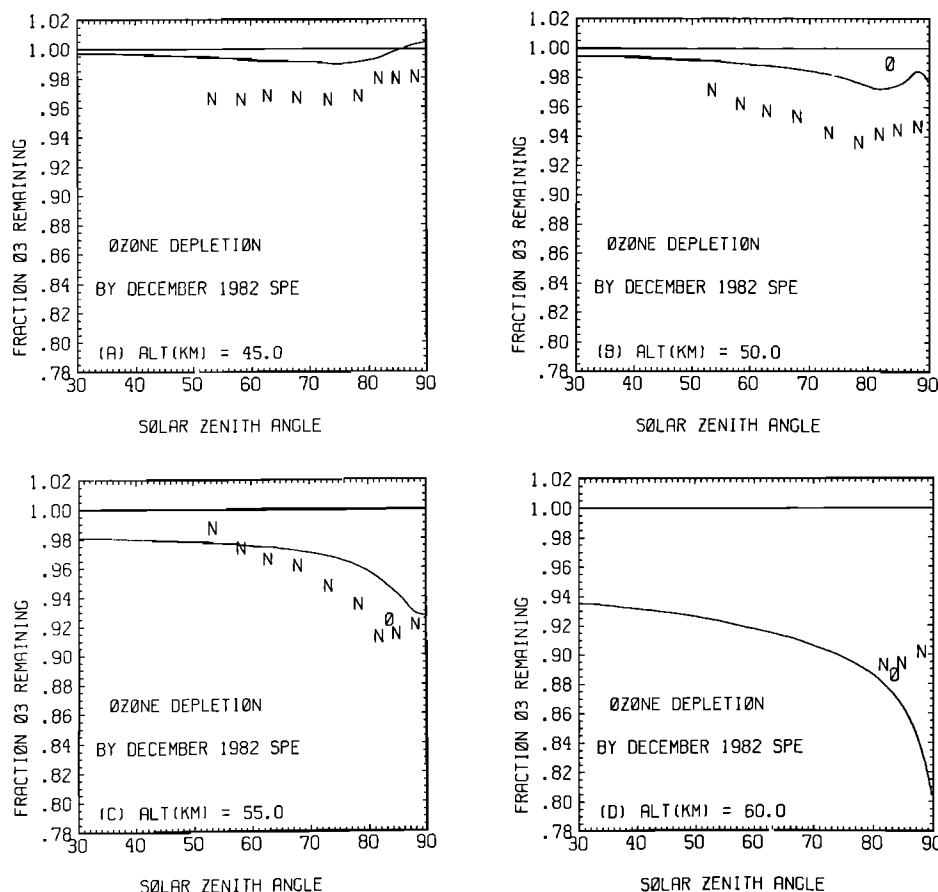 1.02
1.00
.98
.96
.94
.92
.90
.88
.86
.84
.82
.80
.78
FRACTION Ø3 REMAINING
N N N N N N N N N
ØZØNE DEPLETIØN
BY DECEMBER 1982 SPE
(A) ALT(KM) = 45.0
30 40 50 60 70 80 90
SØLAR ZENITH ANGLE
1.02
1.00
.98
.96
.94
.92
.90
.88
.86
.84
.82
.80
.78
FRACTION Ø3 REMAINING
Ø
N N N N N N N N N
ØZØNE DEPLETIØN
BY DECEMBER 1982 SPE
(B) ALT(KM) = 50.0
30 40 50 60 70 80 90
SØLAR ZENITH ANGLE
1.02
1.00
.98
.96
.94
.92
.90
.88
.86
.84
.82
.80
.78
FRACTIØN Ø3 REMAINING
N N N N N N N N N
Ø
ØZØNE DEPLETIØN
BY DECEMBER 1982 SPE
(C) ALT(KM) = 55.0
30 40 50 60 70 80 90
SØLAR ZENITH ANGLE
1.02
1.00
.98
.96
.94
.92
.90
.88
.86
.84
.82
.80
.78
FRACTIØN Ø3 REMAINING
N N N
Ø
ØZØNE DEPLETIØN
BY DECEMBER 1982 SPE
(D) ALT(KM) = 60.0
30 40 50 60 70 80 90
SØLAR ZENITH ANGLE